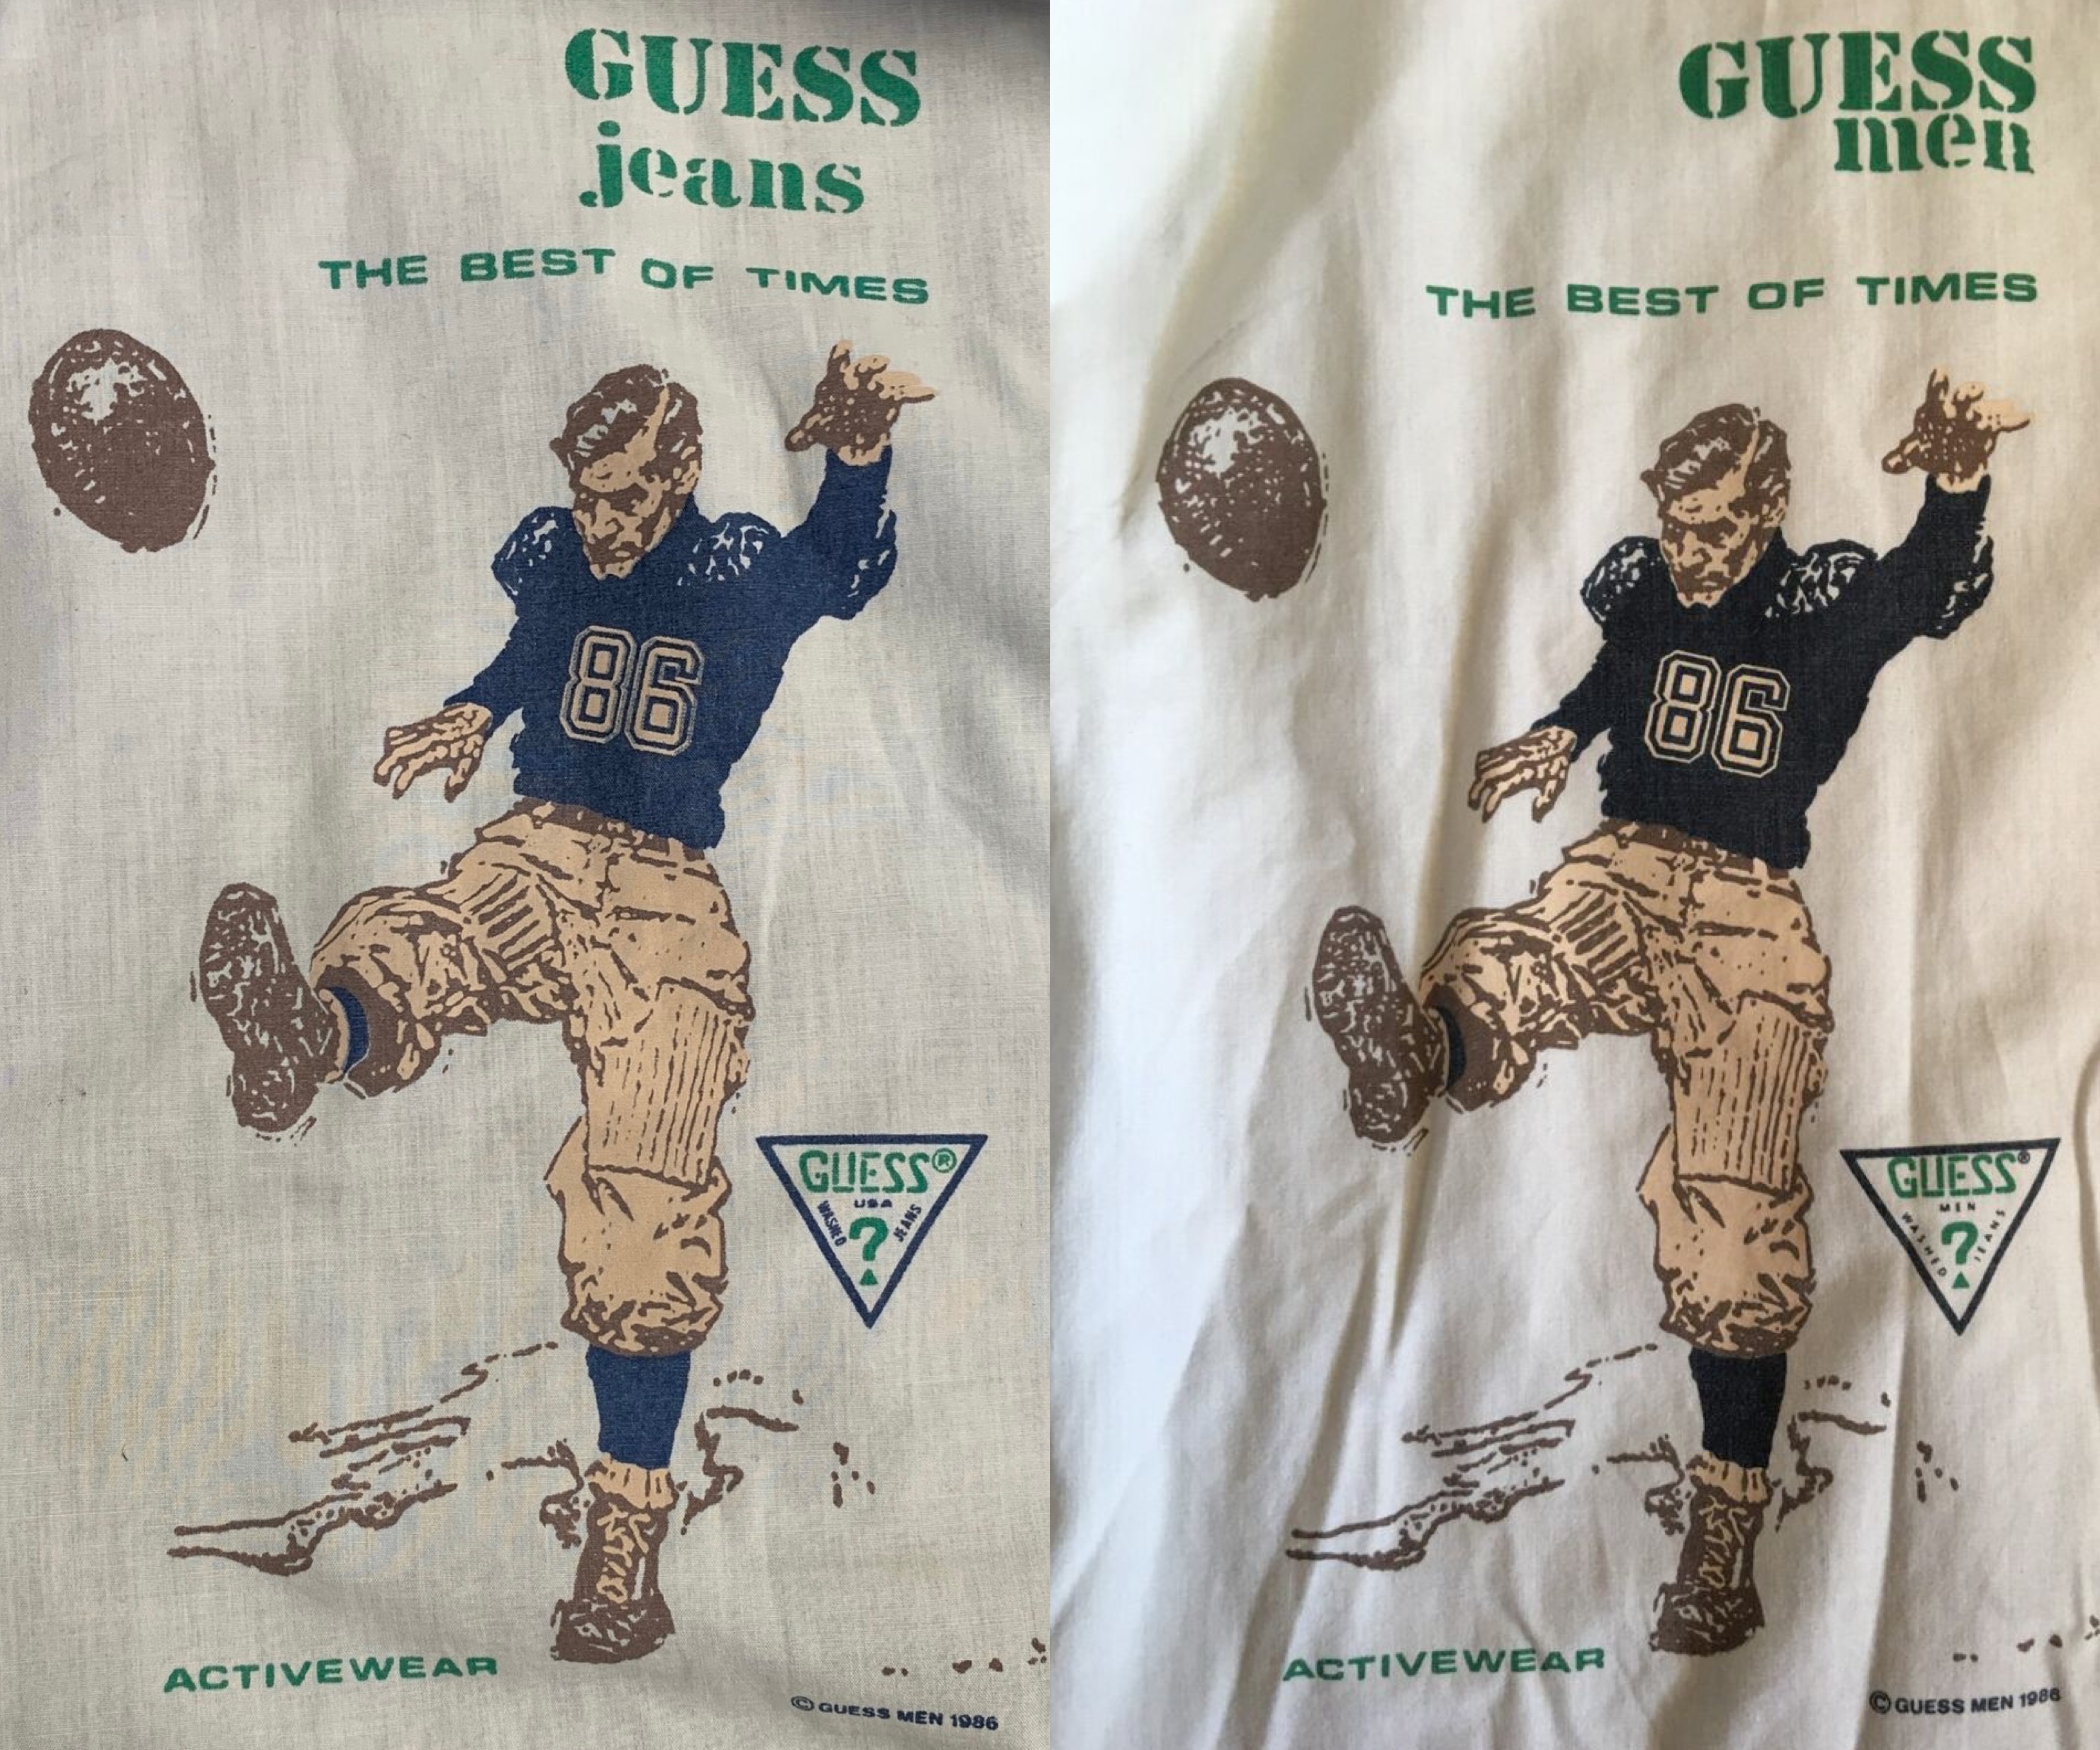 GUESS
jeans
THE BEST OF TIMES
86
GUESS®
USA
WASHED ? JEANS
ACTIVEWEAR
© GUESS MEN 1986
GUESS
men
THE BEST OF TIMES
86
GUESS®
MEN
WASHED ? JEANS
ACTIVEWEAR
© GUESS MEN 1986